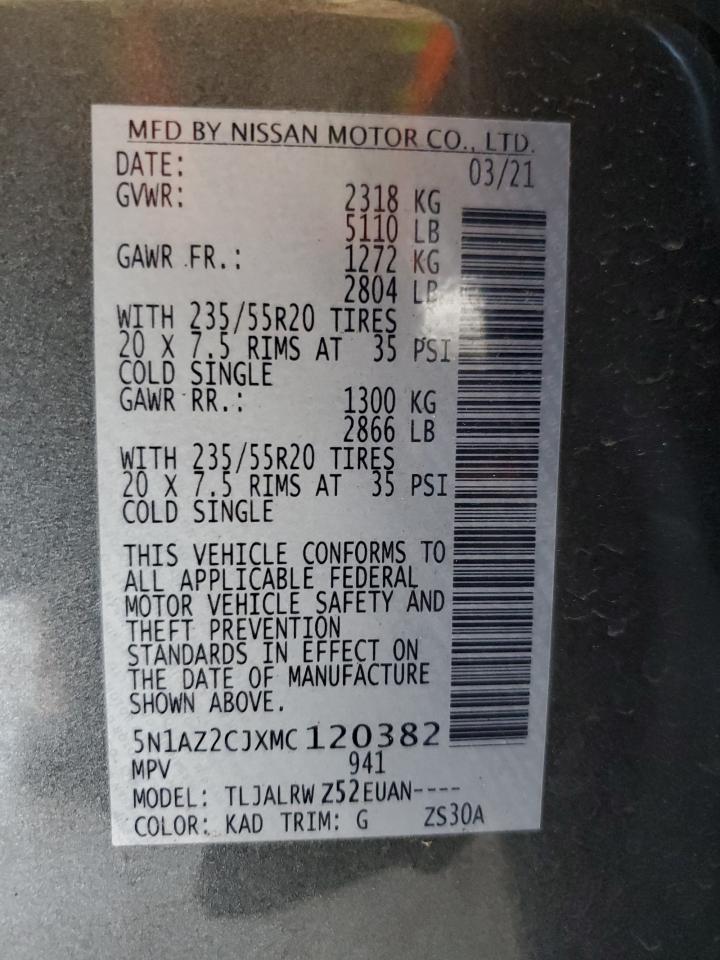 MFD BY NISSAN MOTOR CO., LTD.
DATE: 03/21
GVWR: 2318 KG
5110 LB
GAWR FR.: 1272 KG
2804 LB
WITH 235/55R20 TIRES
20 X 7.5 RIMS AT 35 PSI
COLD SINGLE
GAWR RR.: 1300 KG
2866 LB
WITH 235/55R20 TIRES
20 X 7.5 RIMS AT 35 PSI
COLD SINGLE
THIS VEHICLE CONFORMS TO
ALL APPLICABLE FEDERAL
MOTOR VEHICLE SAFETY AND
THEFT PREVENTION
STANDARDS IN EFFECT ON
THE DATE OF MANUFACTURE
SHOWN ABOVE.
5N1AZ2CJXMC120382
MPV 941
MODEL: TLJALRWZ52EUAN----
COLOR: KAD TRIM: G ZS30A